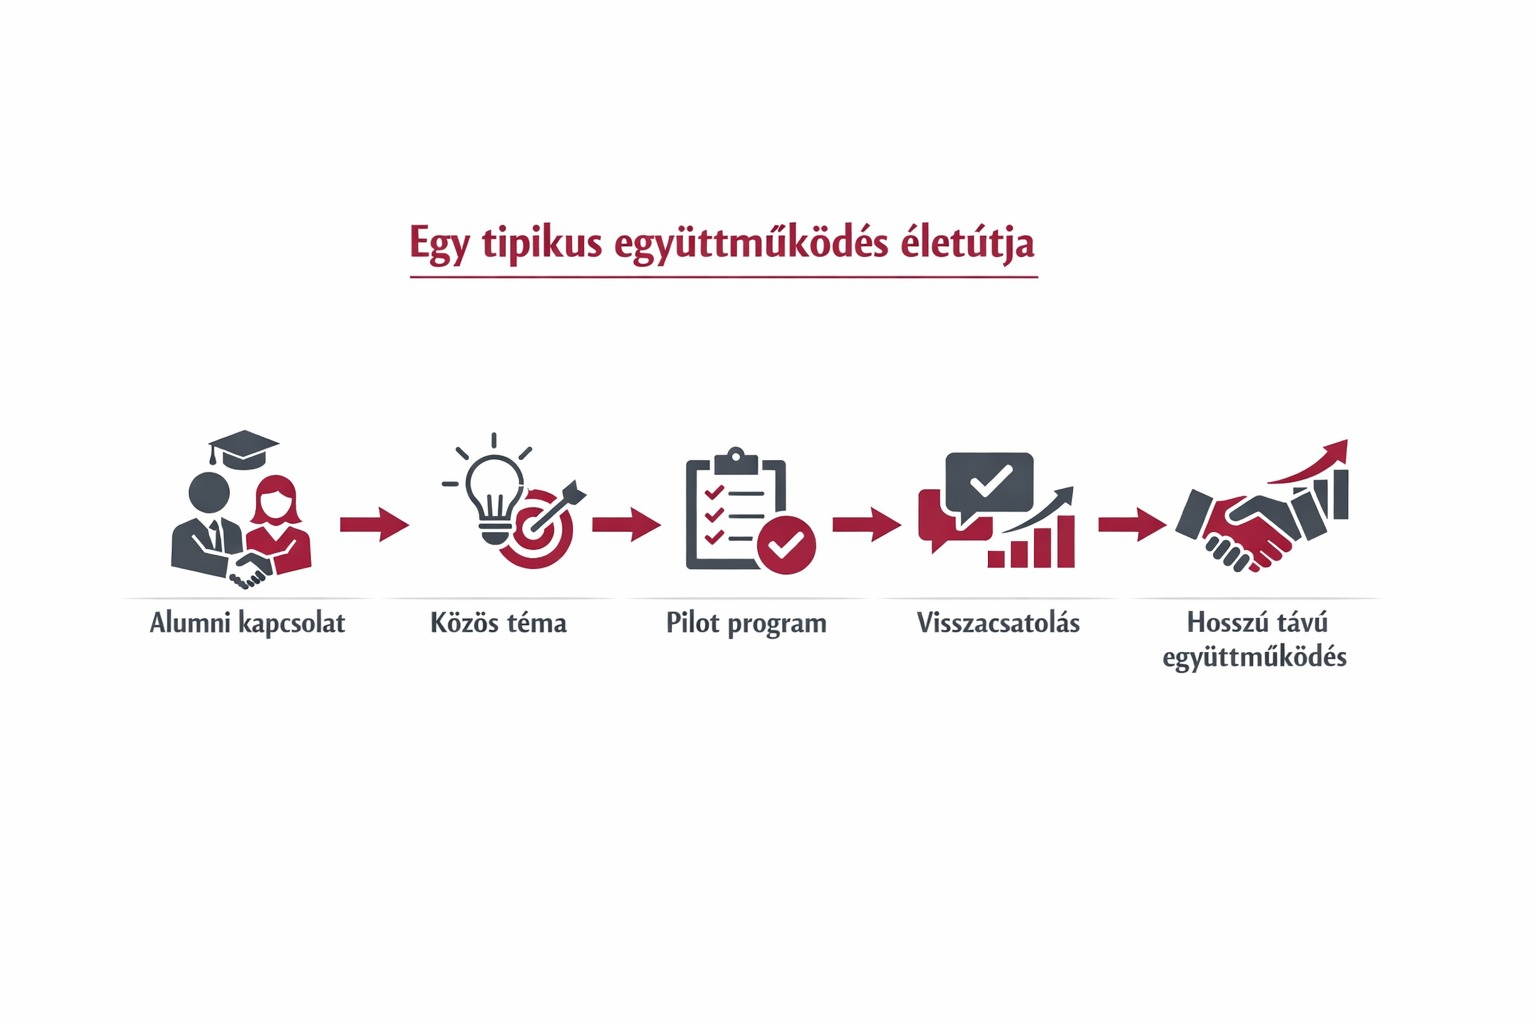 Egy tipikus együttműködés életútja
Alumni kapcsolat
Közös téma
Pilot program
Visszacsatolás
Hosszú távú
együttműködés